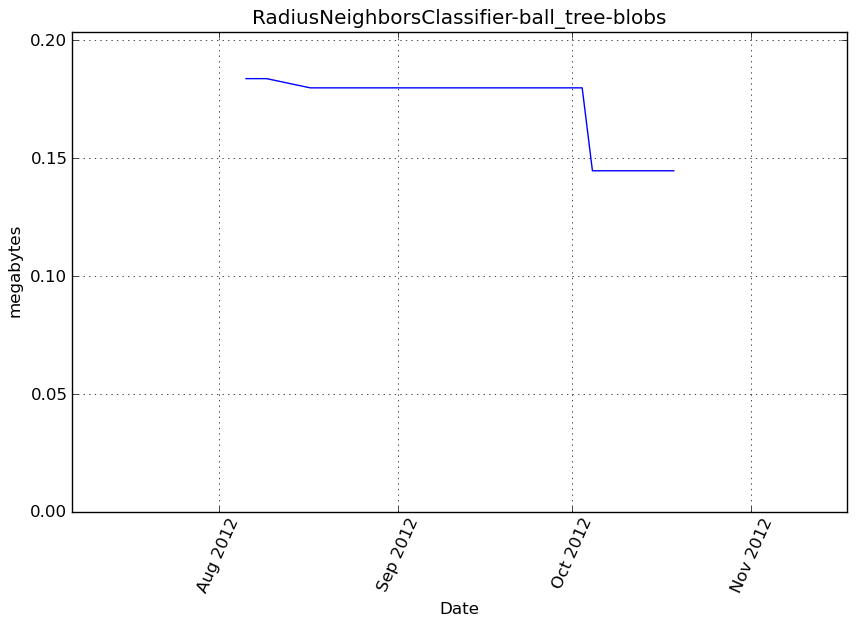 RadiusNeighborsClassifier-ball_tree-blobs
0.20
0.15
0.10
0.05
0.00
megabytes
Aug 2012
Sep 2012
Oct 2012
Nov 2012
Date